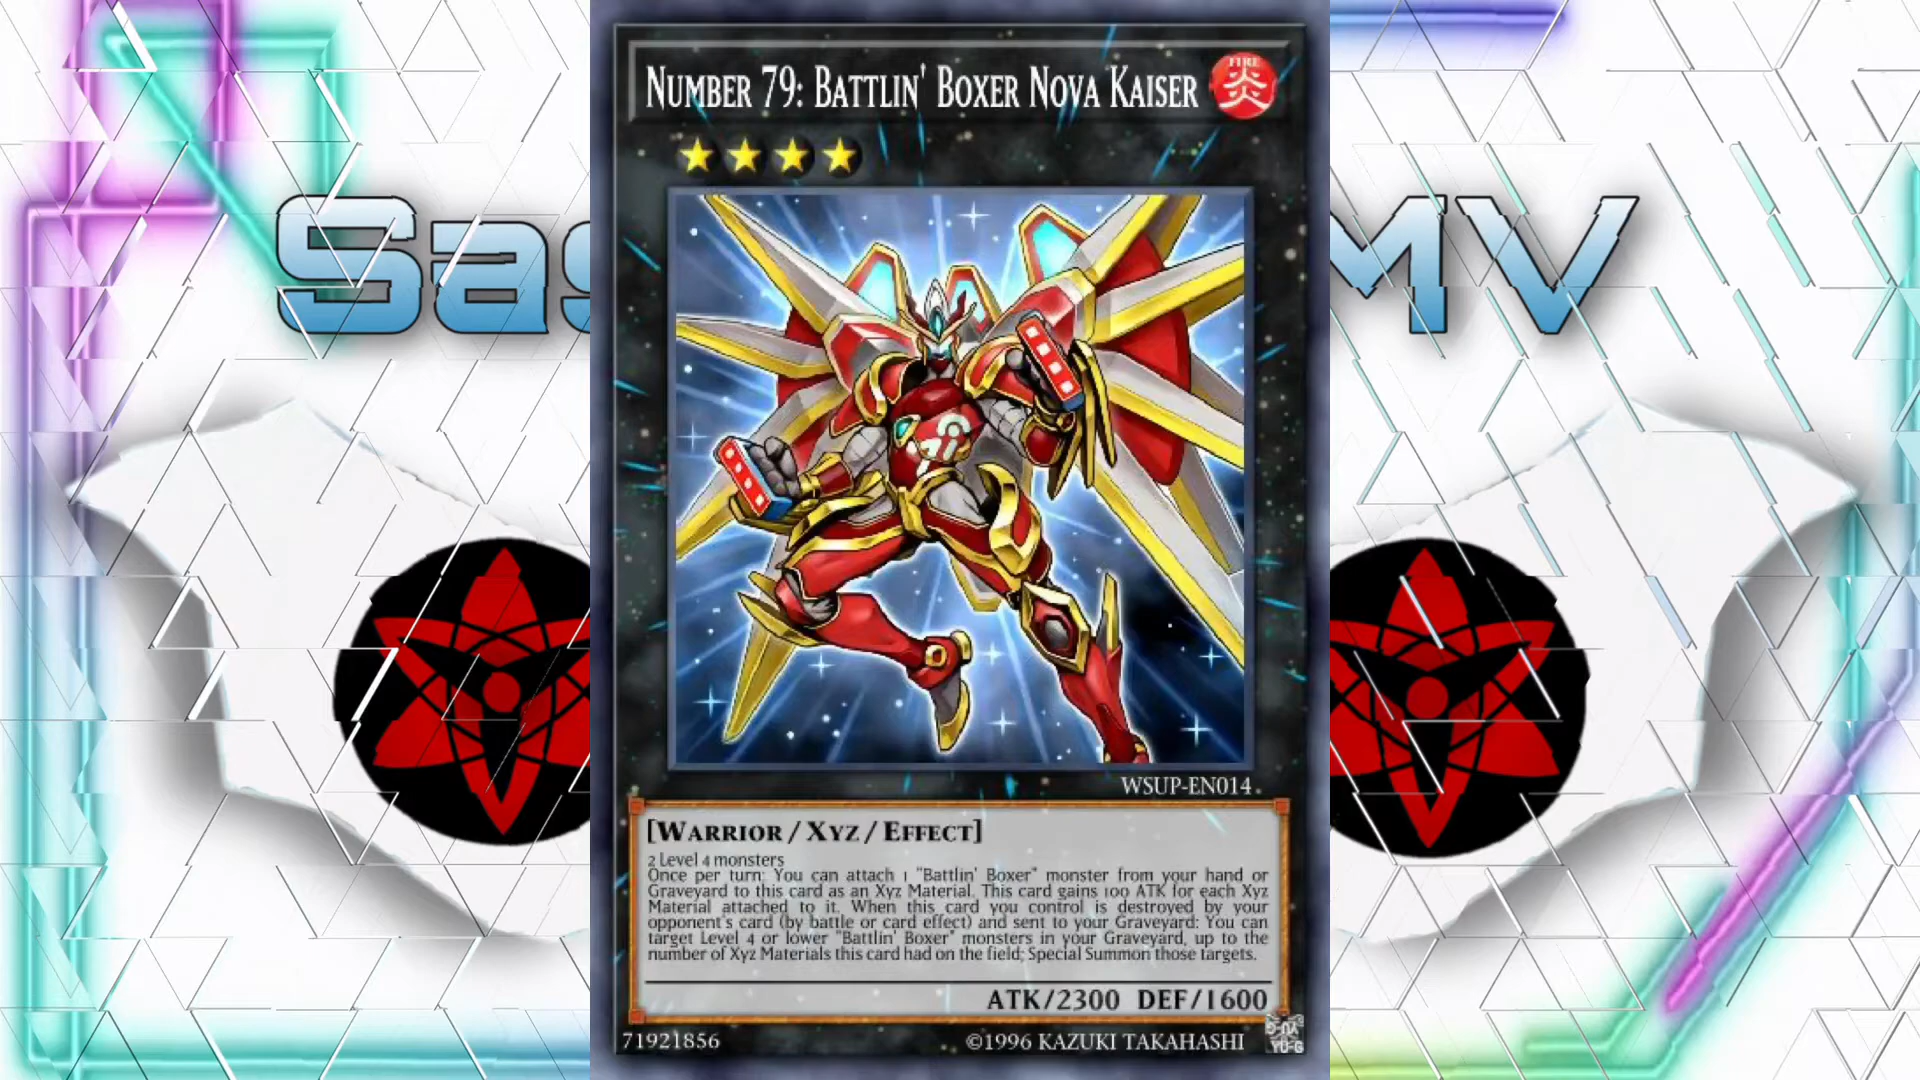 NUMBER 79: BATTLIN' BOXER NOVA KAISER
FIRE
炎
Sas
MV
79
WSUP-EN014
[WARRIOR / XYZ / EFFECT]
2 Level 4 monsters
Once per turn: You can attach 1 "Battlin' Boxer" monster from your hand or
Graveyard to this card as an Xyz Material. This card gains 100 ATK for each Xyz
Material attached to it. When this card you control is destroyed by your
opponent's card (by battle or card effect) and sent to your Graveyard: You can
target Level 4 or lower "Battlin' Boxer" monsters in your Graveyard, up to the
number of Xyz Materials this card had on the field; Special Summon those targets.
ATK/2300 DEF/1600
71921856
©1996 KAZUKI TAKAHASHI